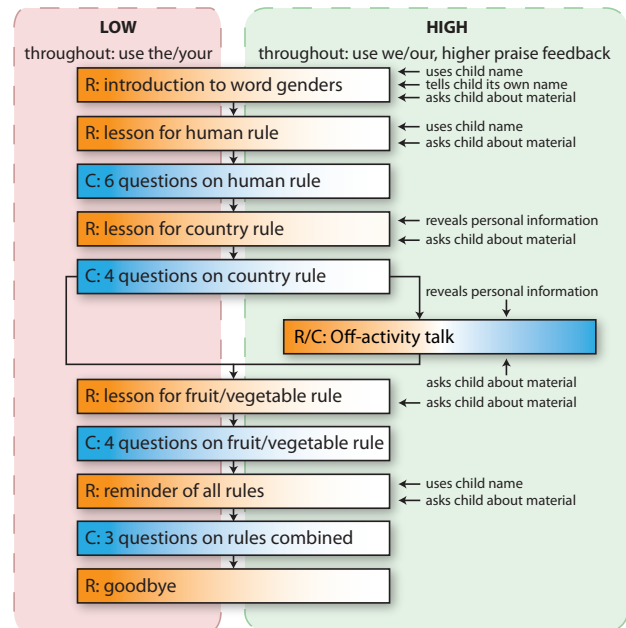 LOW
throughout: use the/your
HIGH
throughout: use we/our, higher praise feedback
R: introduction to word genders
uses child name
tells child its own name
asks child about material
R: lesson for human rule
uses child name
asks child about material
C: 6 questions on human rule
R: lesson for country rule
reveals personal information
asks child about material
C: 4 questions on country rule
reveals personal information
R/C: Off-activity talk
asks child about material
R: lesson for fruit/vegetable rule
asks child about material
C: 4 questions on fruit/vegetable rule
R: reminder of all rules
uses child name
asks child about material
C: 3 questions on rules combined
R: goodbye